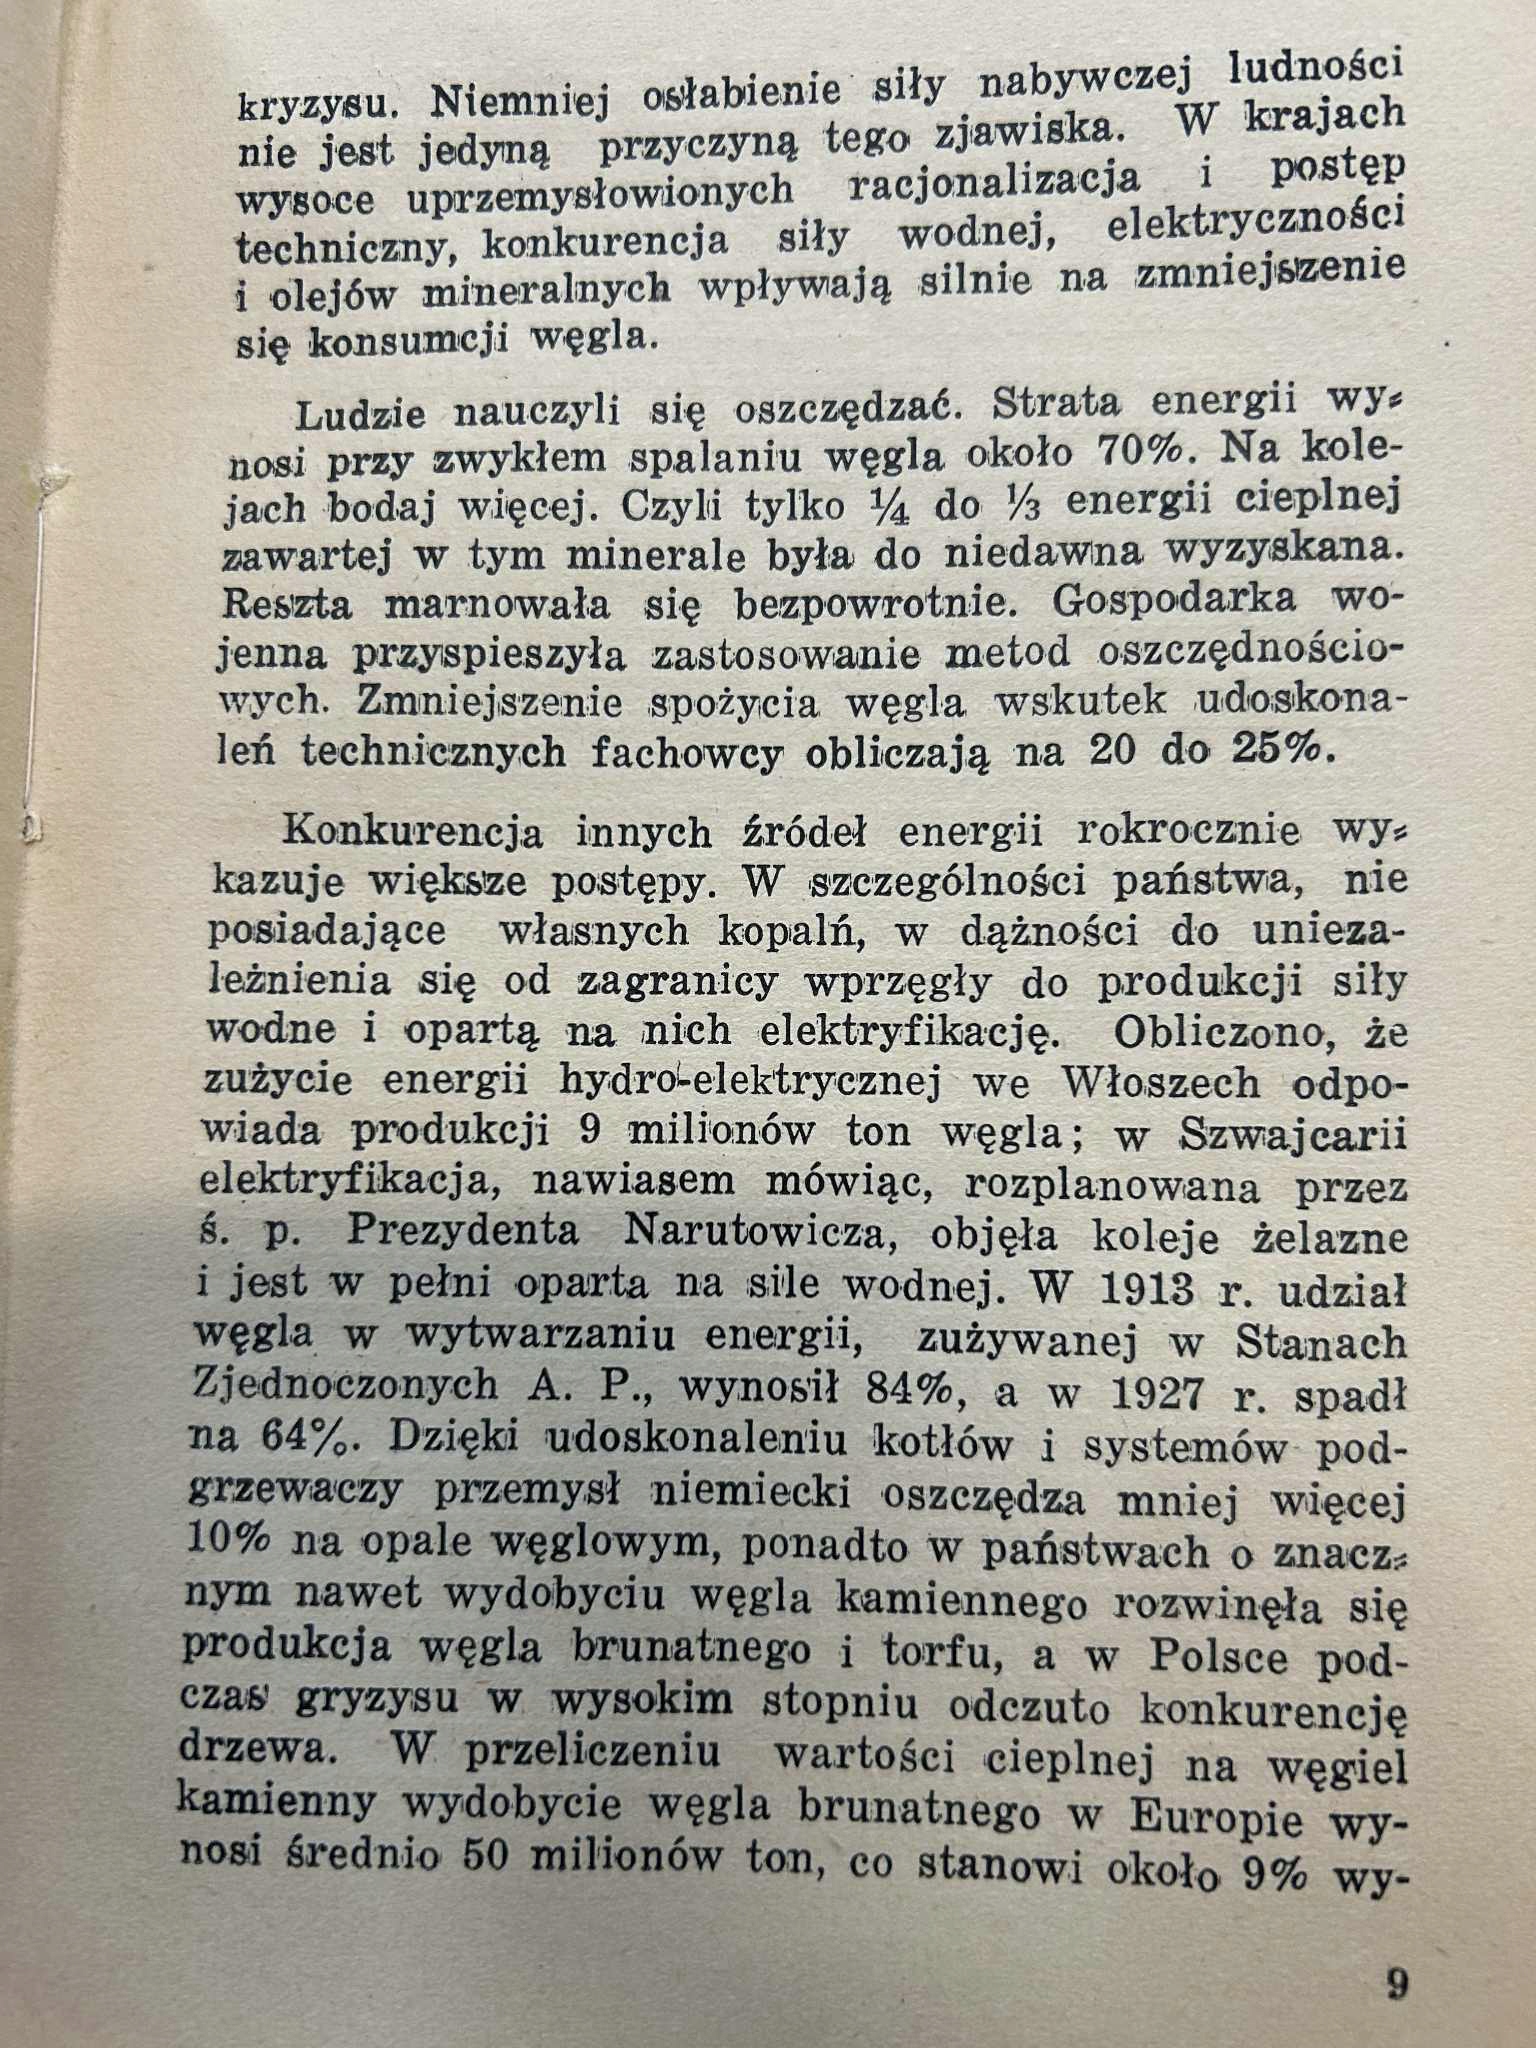 kryzysu. Niemniej osłabienie siły nabywczej ludności
nie jest jedyną przyczyną tego zjawiska. W krajach
wysoce uprzemysłowionych racjonalizacja i postęp
techniczny, konkurencja siły wodnej, elektryczności
i olejów mineralnych wpływają silnie na zmniejszenie
się konsumcji węgla.
Ludzie nauczyli się oszczędzać. Strata energii wy-
nosi przy zwykłem spalaniu węgla około 70%. Na kole-
jach bodaj więcej. Czyli tylko ¼ do ⅓ energii cieplnej
zawartej w tym minerale była do niedawna wyzyskana.
Reszta marnowała się bezpowrotnie. Gospodarka wo-
jenna przyspieszyła zastosowanie metod oszczędnościo-
wych. Zmniejszenie spożycia węgla wskutek udoskona-
leń technicznych fachowcy obliczają na 20 do 25%.
Konkurencja innych źródeł energii rokrocznie wy-
kazuje większe postępy. W szczególności państwa, nie
posiadające własnych kopalń, w dążności do unieza-
leżnienia się od zagranicy wprzęgły do produkcji siły
wodne i opartą na nich elektryfikację. Obliczono, że
zużycie energii hydro-elektrycznej we Włoszech odpo-
wiada produkcji 9 milionów ton węgla; w Szwajcarii
elektryfikacja, nawiasem mówiąc, rozplanowana przez
ś. p. Prezydenta Narutowicza, objęła koleje żelazne
i jest w pełni oparta na sile wodnej. W 1913 r. udział
węgla w wytwarzaniu energii, zużywanej w Stanach
Zjednoczonych A. P., wynosił 84%, a w 1927 r. spadł
na 64%. Dzięki udoskonaleniu kotłów i systemów pod-
grzewaczy przemysł niemiecki oszczędza mniej więcej
10% na opale węglowym, ponadto w państwach o znacz-
nym nawet wydobyciu węgla kamiennego rozwinęła się
produkcja węgla brunatnego i torfu, a w Polsce pod-
czas gryzysu w wysokim stopniu odczuto konkurencję
drzewa. W przeliczeniu wartości cieplnej na węgiel
kamienny wydobycie węgla brunatnego w Europie wy-
nosi średnio 50 milionów ton, co stanowi około 9% wy-
9